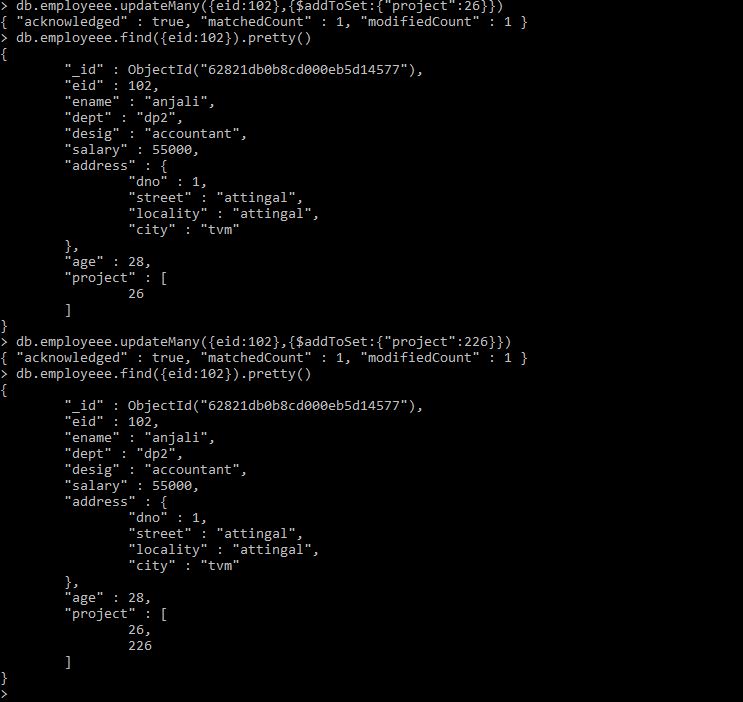 > db.employeee.updateMany({eid:102},{$addToSet:{"project":26}})
{ "acknowledged" : true, "matchedCount" : 1, "modifiedCount" : 1 }
> db.employeee.find({eid:102}).pretty()
{
        "_id" : ObjectId("62821db0b8cd000eb5d14577"),
        "eid" : 102,
        "ename" : "anjali",
        "dept" : "dp2",
        "desig" : "accountant",
        "salary" : 55000,
        "address" : {
                "dno" : 1,
                "street" : "attingal",
                "locality" : "attingal",
                "city" : "tvm"
        },
        "age" : 28,
        "project" : [
                26
        ]
}
> db.employeee.updateMany({eid:102},{$addToSet:{"project":226}})
{ "acknowledged" : true, "matchedCount" : 1, "modifiedCount" : 1 }
> db.employeee.find({eid:102}).pretty()
{
        "_id" : ObjectId("62821db0b8cd000eb5d14577"),
        "eid" : 102,
        "ename" : "anjali",
        "dept" : "dp2",
        "desig" : "accountant",
        "salary" : 55000,
        "address" : {
                "dno" : 1,
                "street" : "attingal",
                "locality" : "attingal",
                "city" : "tvm"
        },
        "age" : 28,
        "project" : [
                26,
                226
        ]
}
>